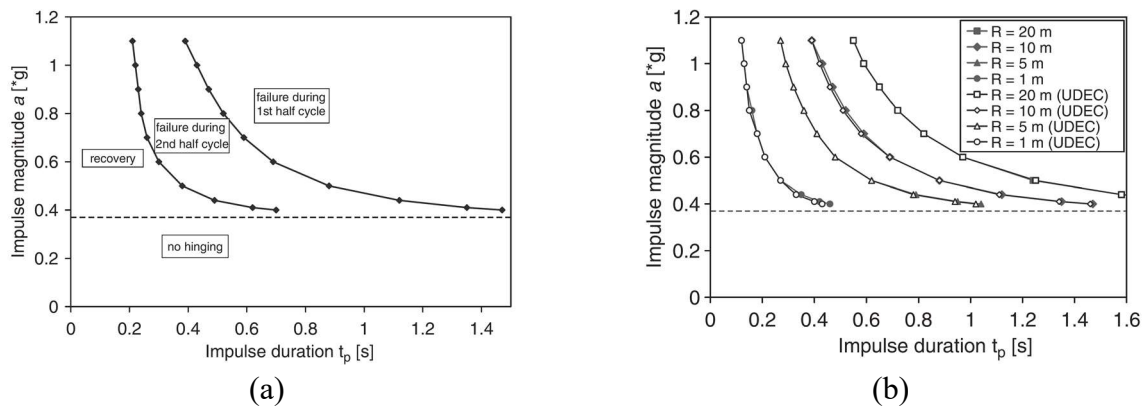 1.2
1
0.8
0.6
0.4
0.2
0
Impulse magnitude a [*g]
failure during
1st half cycle
failure during
2nd half cycle
recovery
no hinging
0 0.2 0.4 0.6 0.8 1 1.2 1.4
Impulse duration tp [s]
(a)
1.2
1
0.8
0.6
0.4
0.2
0
Impulse magnitude a [*g]
R = 20 m
R = 10 m
R = 5 m
R = 1 m
R = 20 m (UDEC)
R = 10 m (UDEC)
R = 5 m (UDEC)
R = 1 m (UDEC)
0 0.2 0.4 0.6 0.8 1 1.2 1.4 1.6
Impulse duration tp [s]
(b)